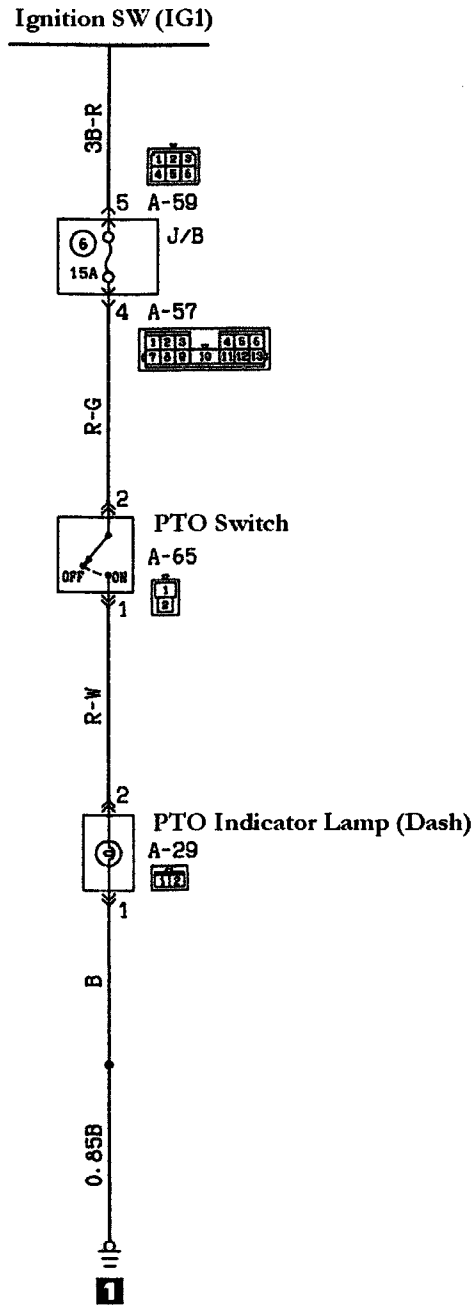 Ignition SW (IG1)
3B-R
1 2 3
4 5 6
5 A-59
6
J/B
15A
4 A-57
1 2 3 4 5 6
7 8 9 10 11 12 13
R-G
2
PTO Switch
A-65
OFF ON
1
2
1
R-W
2
PTO Indicator Lamp (Dash)
A-29
1 2
1
B
0.85B
1